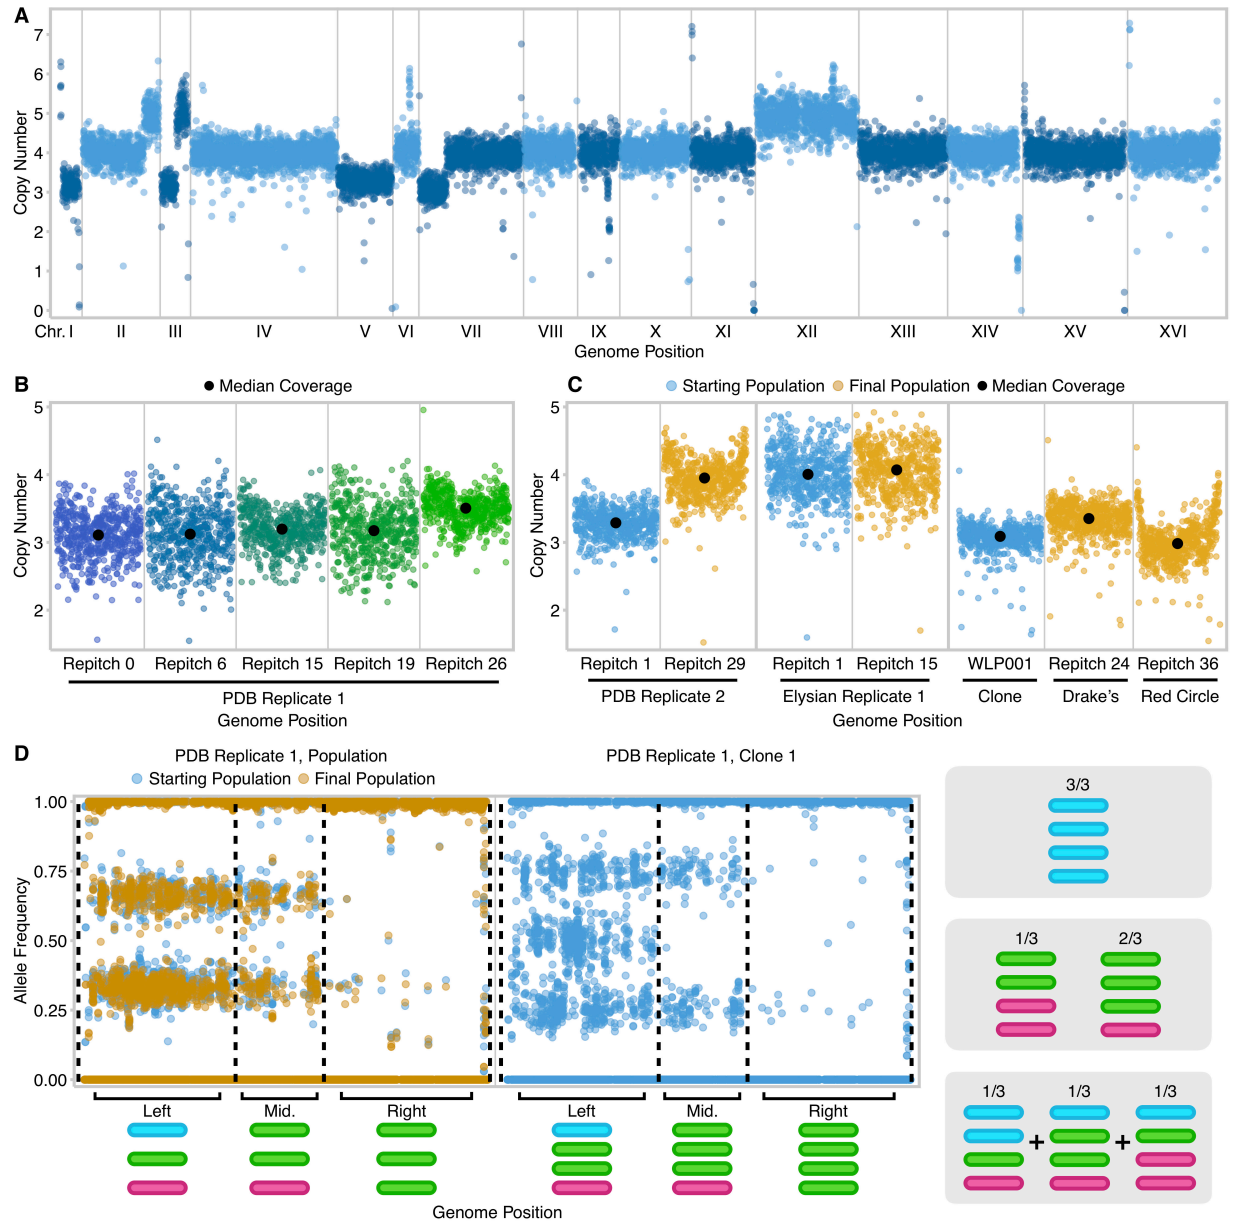 A
Copy Number
7
6
5
4
3
2
1
0
Chr. I II III IV V VI VII VIII IX X XI XII XIII XIV XV XVI
Genome Position
B
Median Coverage
Copy Number
5
4
3
2
Repitch 0 Repitch 6 Repitch 15 Repitch 19 Repitch 26
PDB Replicate 1
Genome Position
C
Starting Population Final Population Median Coverage
Copy Number
5
4
3
2
Repitch 1 Repitch 29 Repitch 1 Repitch 15 WLP001 Repitch 24 Repitch 36
PDB Replicate 2 Elysian Replicate 1 Clone Drake's Red Circle
Genome Position
D
PDB Replicate 1, Population
Starting Population Final Population
PDB Replicate 1, Clone 1
Allele Frequency
1.00
0.75
0.50
0.25
0.00
Left Mid. Right Left Mid. Right
Genome Position
3/3
1/3 2/3
1/3 1/3 1/3
+ +